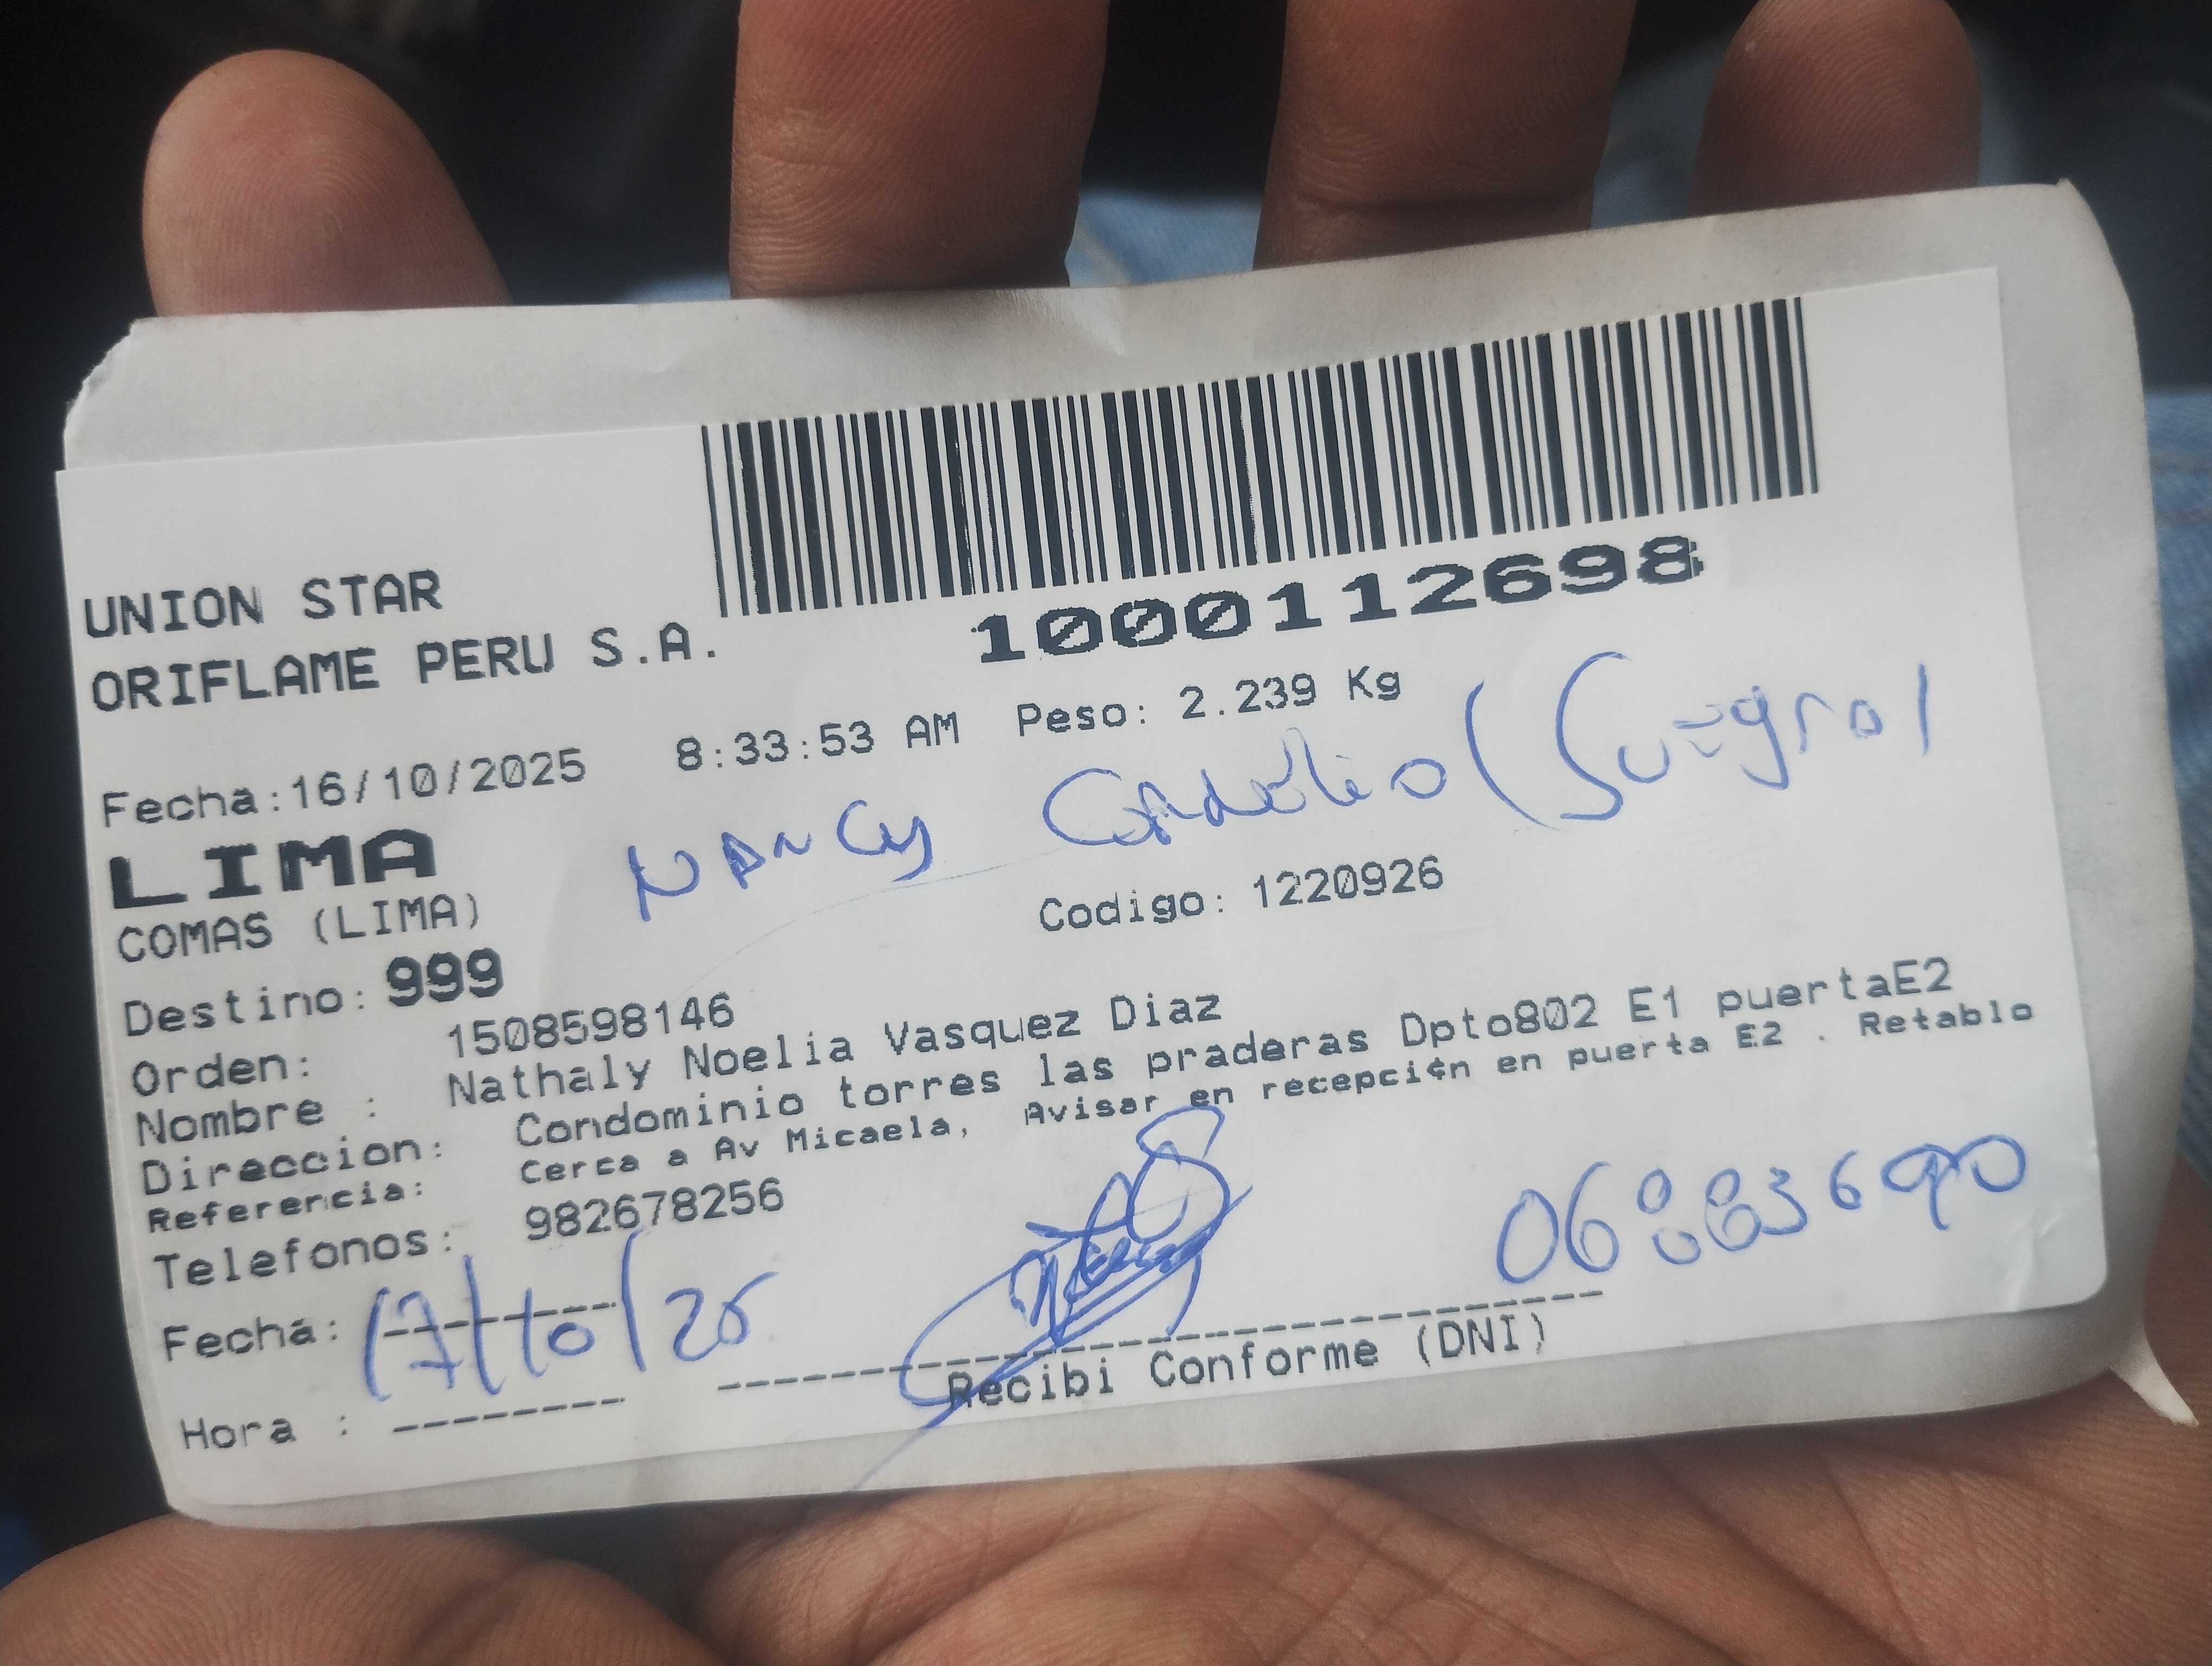 1000112698
UNION STAR
ORIFLAME PERU S.A.
Fecha:16/10/2025 8:33:53 AM Peso: 2.239 Kg
LIMA
NANCY (Suegra)
COMAS (LIMA)
Codigo: 1220926
Destino: 999
Orden: 1508598146
Nombre : Nathaly Noelia Vasquez Diaz
Direccion: Condominio torres las praderas Dpto802 E1 puertaE2
Referencia: Cerca a Av Micaela, Avisar en recepci¢n en puerta E2 . Retablo
Telefonos: 982678256
Fecha: 17/10/25
Hora :
Recibi Conforme (DNI)